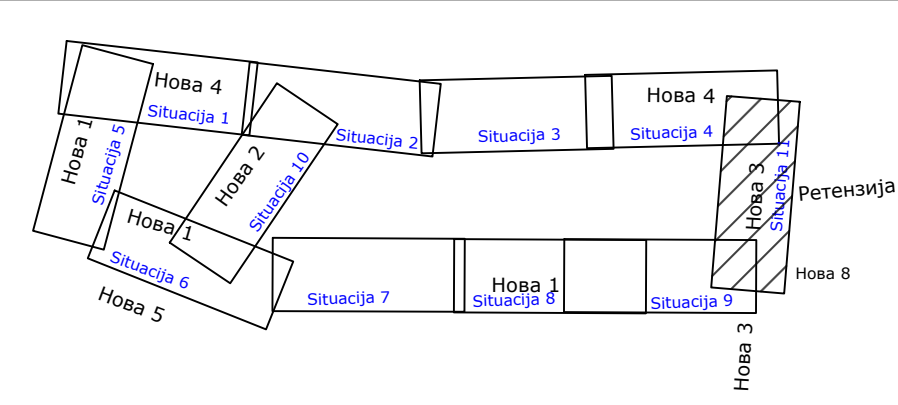 Нова 4
Situacija 1
Situacija 2
Situacija 3
Нова 4
Situacija 4
Нова 1
Situacija 5
Нова 2
Situacija 10
Нова 3
Situacija 11
Ретензија
Нова 1
Situacija 6
Нова 5
Situacija 7
Нова 1
Situacija 8
Situacija 9
Нова 8
Нова 3